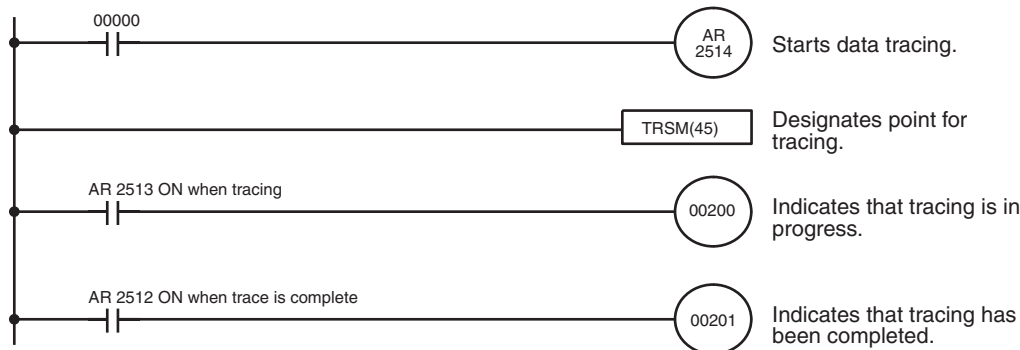 00000
AR
2514
Starts data tracing.
TRSM(45)
Designates point for
tracing.
AR 2513 ON when tracing
00200
Indicates that tracing is in
progress.
AR 2512 ON when trace is complete
00201
Indicates that tracing has
been completed.